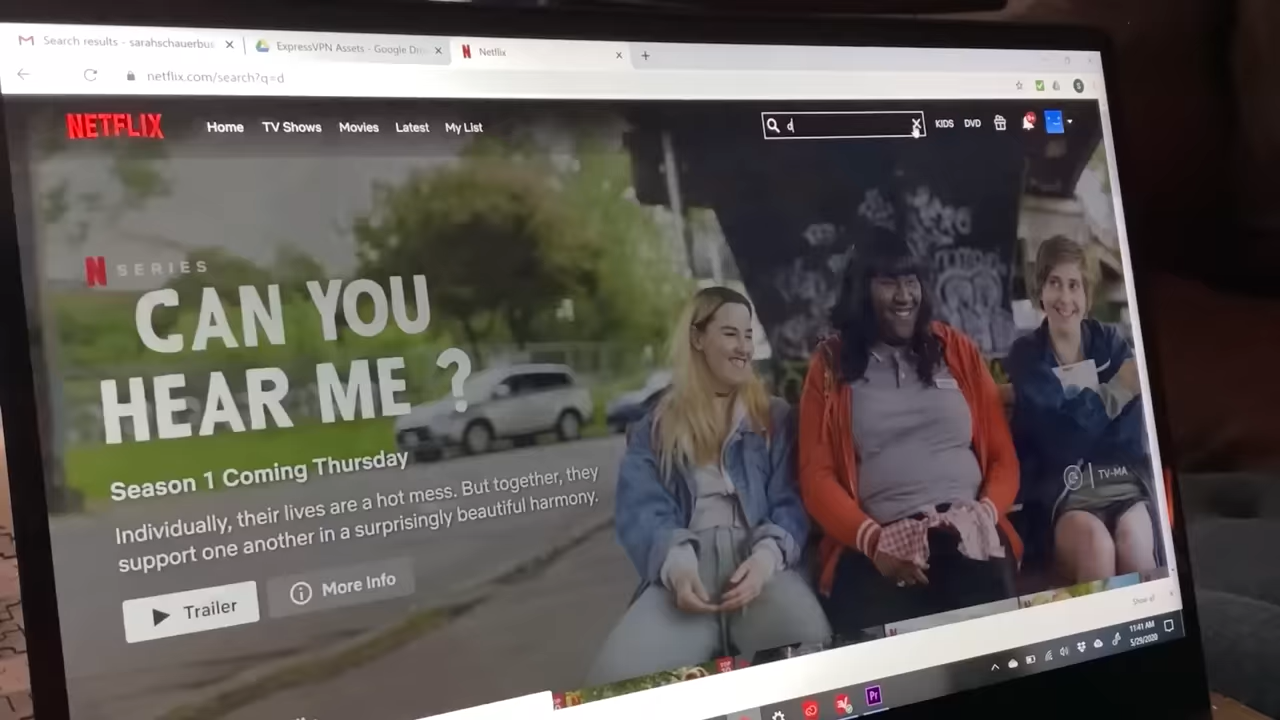 Search results - sarahschauerbus
ExpressVPN Assets - Google Dri
Netflix
netflix.com/search?q=d
NETFLIX
Home
TV Shows
Movies
Latest
My List
d
KIDS
DVD
N SERIES
CAN YOU
HEAR ME ?
Season 1 Coming Thursday
Individually, their lives are a hot mess. But together, they
support one another in a surprisingly beautiful harmony.
Trailer
More Info
TV-MA
Show all
11:41 AM
5/29/2020
Pr